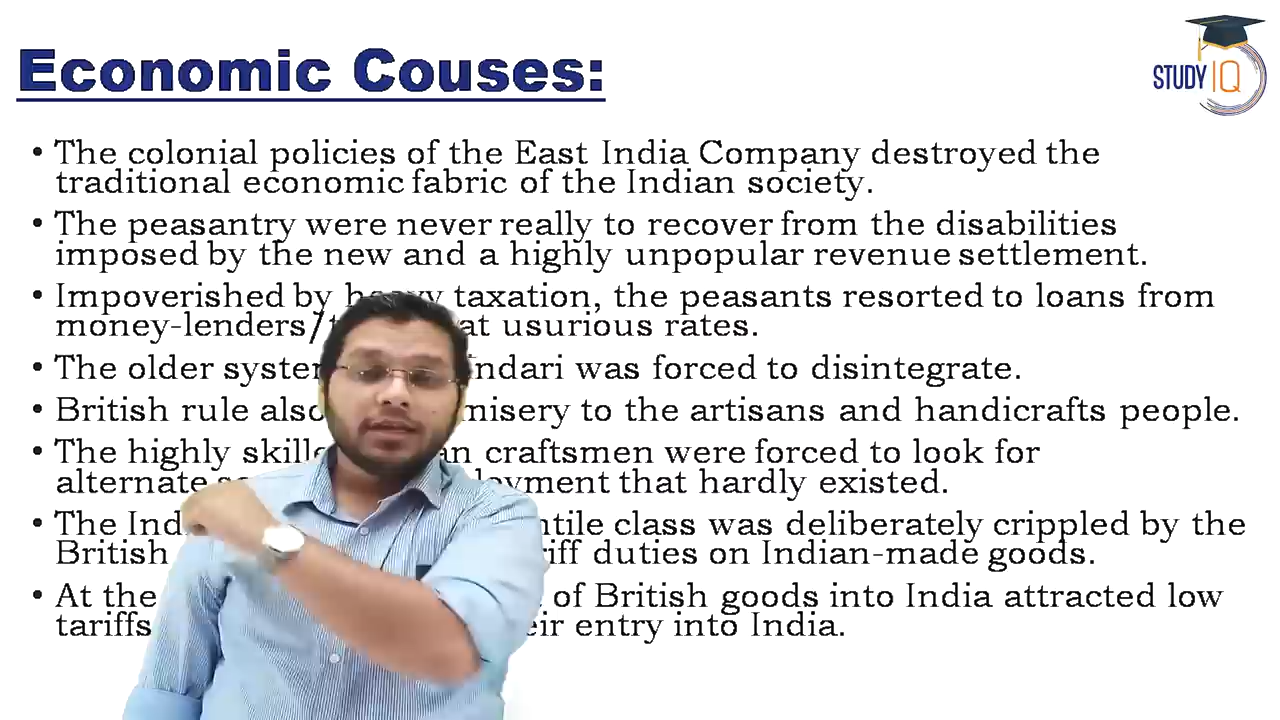 Economic Couses:
STUDY IQ
• The colonial policies of the East India Company destroyed the
traditional economic fabric of the Indian society.
• The peasantry were never really to recover from the disabilities
imposed by the new and a highly unpopular revenue settlement.
• Impoverished by heavy taxation, the peasants resorted to loans from
money-lenders/ at usurious rates.
• The older system was forced to disintegrate.
• British rule also misery to the artisans and handicrafts people.
• The highly craftsmen were forced to look for
alternate that hardly existed.
• The class was deliberately crippled by the
British duties on Indian-made goods.
• At the of British goods into India attracted low
tariffs entry into India.